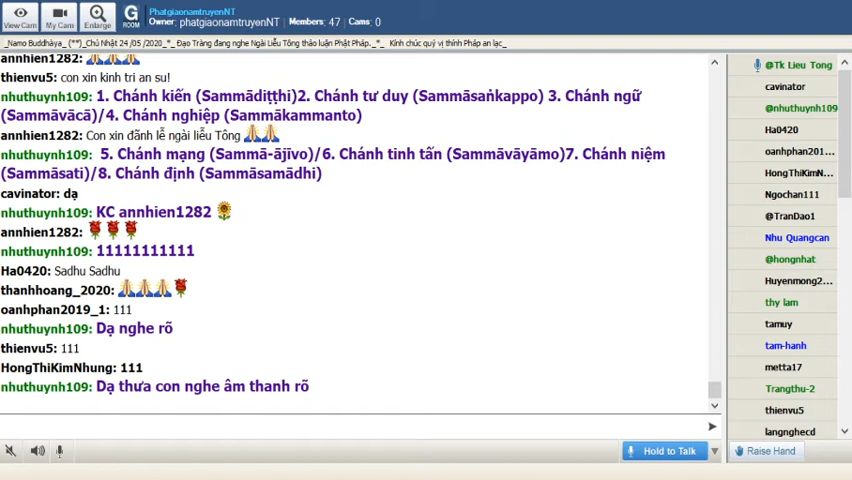 PhatgiaonamtruyenNT
Owner: phatgiaonamtruyenNT Members: 47 Cams: 0
View Cam My Cam Enlarge G ROOM
_Namo Buddhàya_ (**)_Chủ Nhật 24 /05 /2020_*_ Đạo Tràng đang nghe Ngài Liễu Tông thảo luận Phật Pháp._*_ Kính chúc quý vị thính Pháp an lạc_
annhien1282:
thienvu5: con xin kinh tri an su!
nhuthuynh109: 1. Chánh kiến (Sammādiṭṭhi)2. Chánh tư duy (Sammāsaṅkappo) 3. Chánh ngữ
(Sammāvācā)/4. Chánh nghiệp (Sammākammanto)
annhien1282: Con xin đãnh lễ ngài liễu Tông
nhuthuynh109: 5. Chánh mạng (Sammā-ājīvo)/6. Chánh tinh tấn (Sammāvāyāmo)7. Chánh niệm
(Sammāsati)/8. Chánh định (Sammāsamādhi)
cavinator: dạ
nhuthuynh109: KC annhien1282
annhien1282:
nhuthuynh109: 11111111111
Ha0420: Sadhu Sadhu
thanhhoang_2020:
oanhphan2019_1: 111
nhuthuynh109: Dạ nghe rõ
thienvu5: 111
HongThiKimNhung: 111
nhuthuynh109: Dạ thưa con nghe âm thanh rõ
@Tk Lieu Tong
cavinator
@nhuthuynh109
Ha0420
oanhphan201...
HongThiKimN...
Ngochan111
@TranDao1
Nhu Quangcan
@hongnhat
Huyenmong2...
thy lam
tamuy
tam-hanh
metta17
Trangthu-2
thienvu5
langnghecd
Hold to Talk
Raise Hand